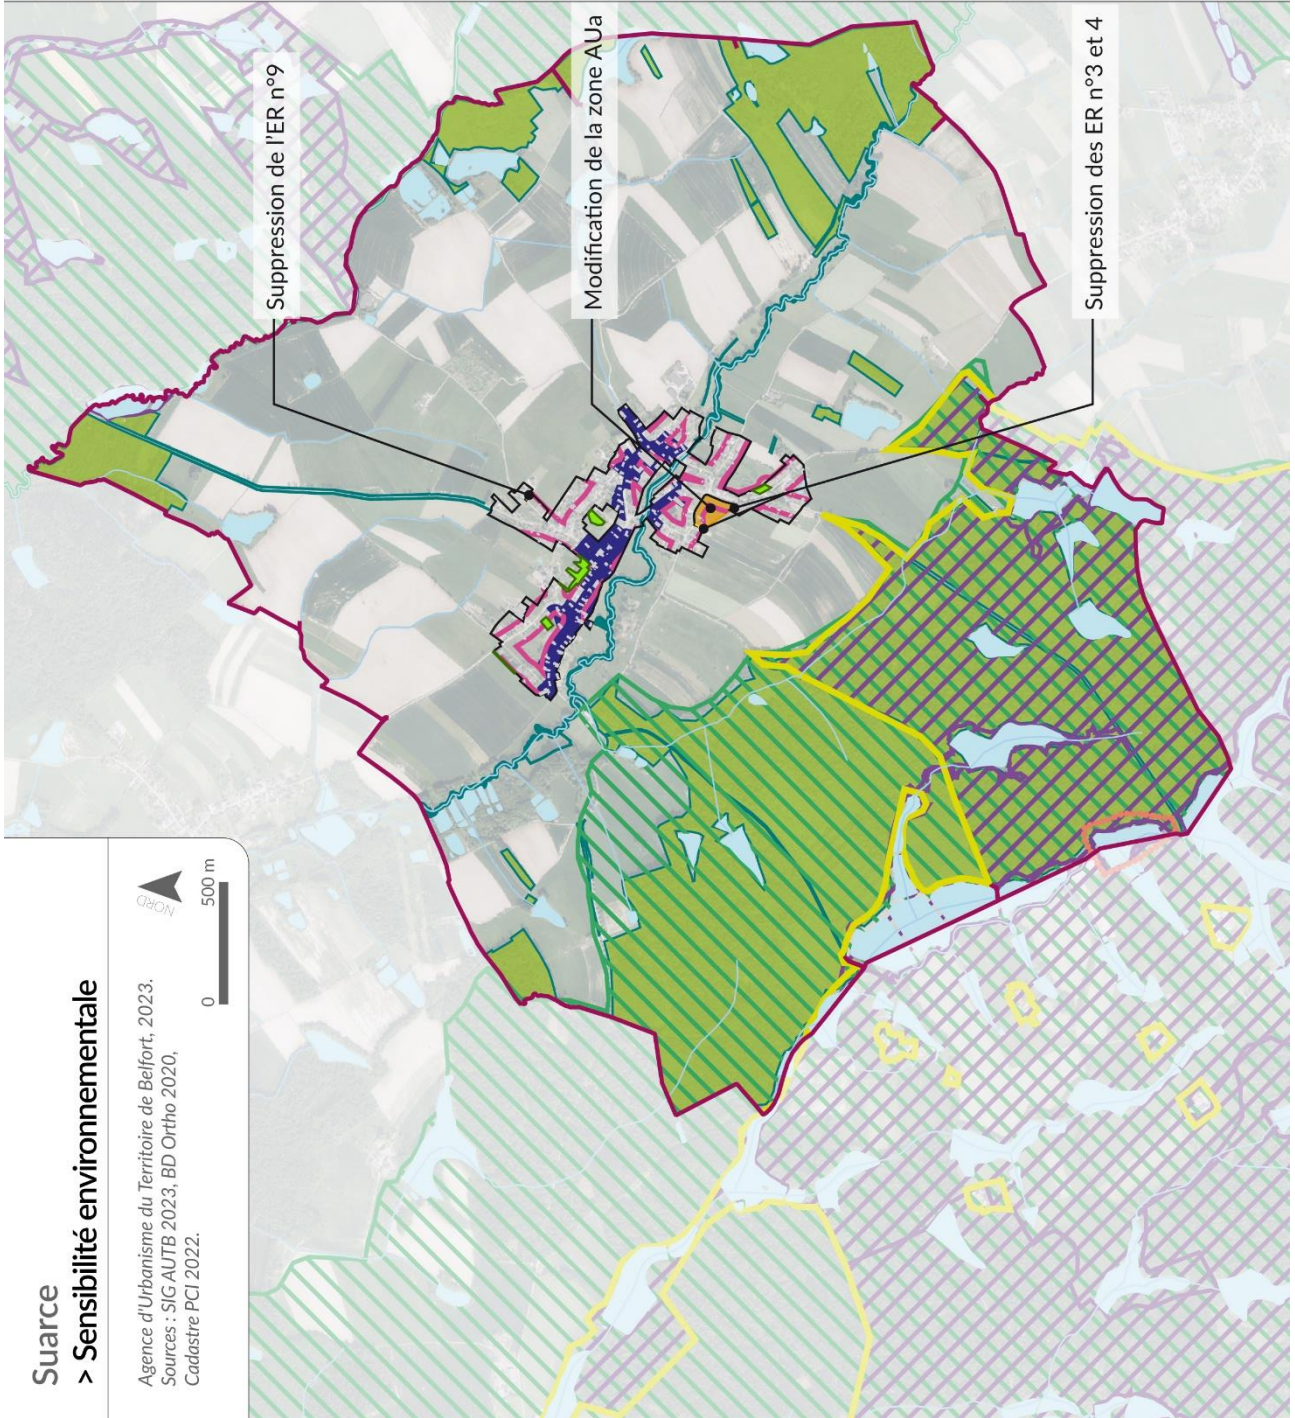 Suarce
> Sensibilité environnementale
Agence d'Urbanisme du Territoire de Belfort, 2023.
Sources : SIG AUTB 2023, BD Ortho 2020,
Cadastre PCI 2022.
NORD
0 500 m
Suppression de l'ER n°9
Modification de la zone AUa
Suppression des ER n°3 et 4